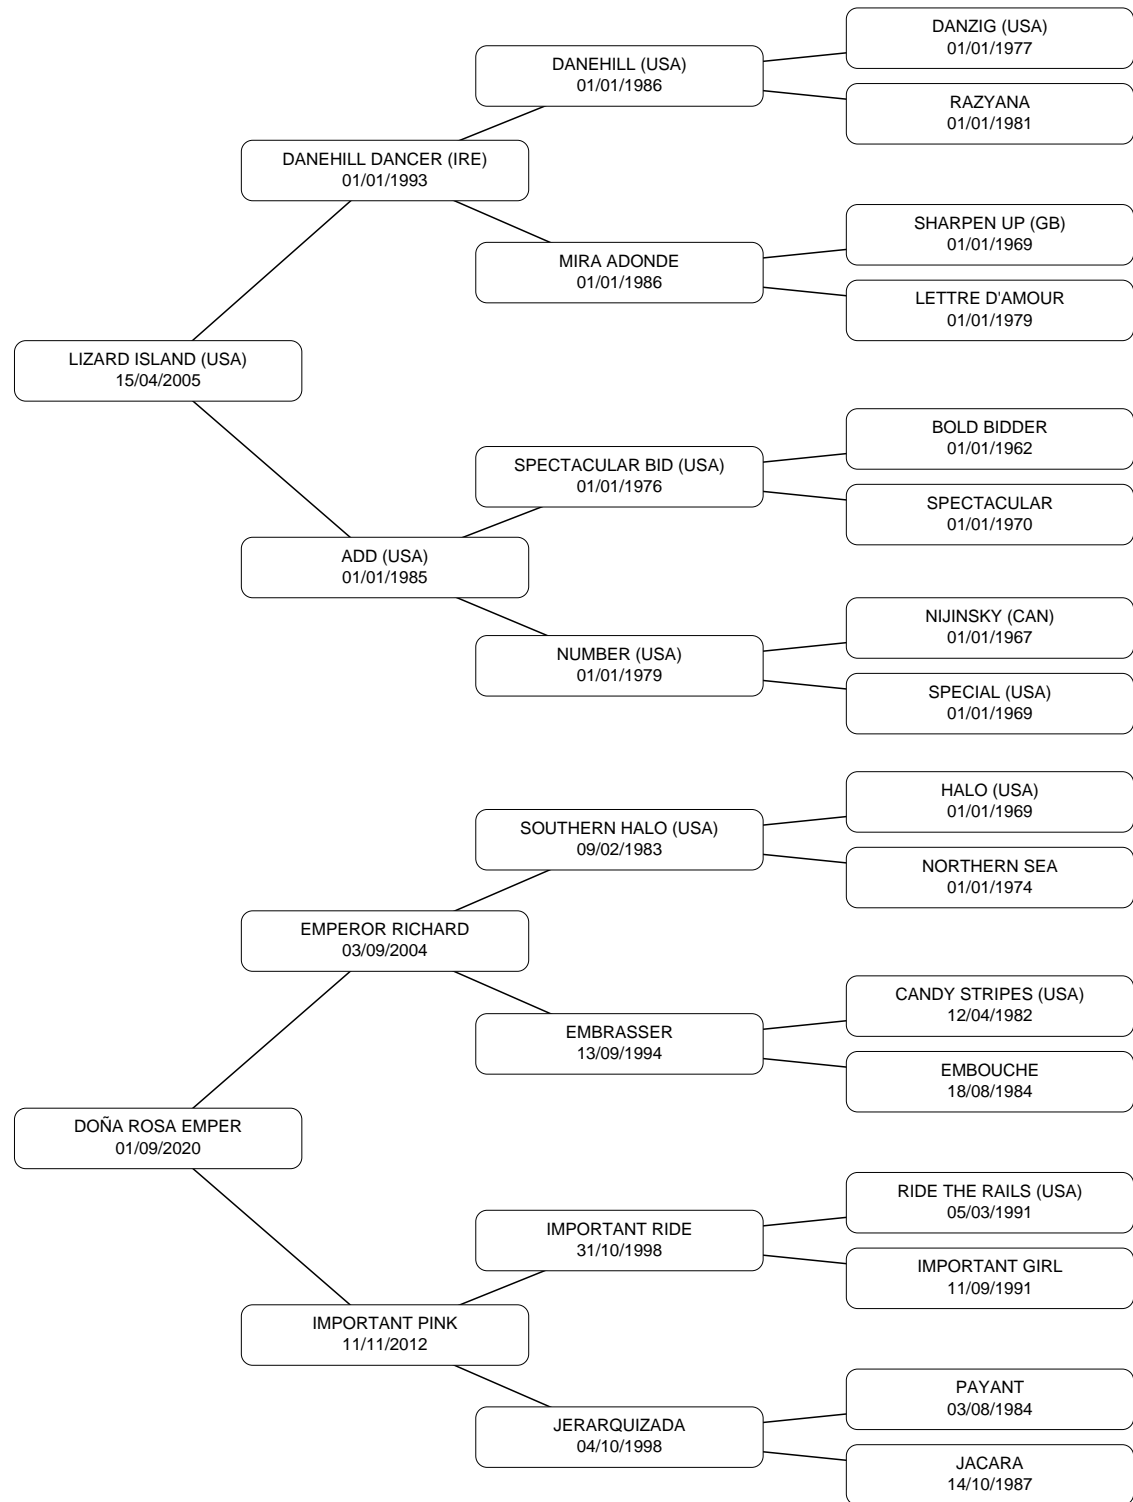 DANZIG (USA)
01/01/1977
DANEHILL (USA)
01/01/1986
RAZYANA
01/01/1981
DANEHILL DANCER (IRE)
01/01/1993
SHARPEN UP (GB)
01/01/1969
MIRA ADONDE
01/01/1986
LETTRE D'AMOUR
01/01/1979
LIZARD ISLAND (USA)
15/04/2005
BOLD BIDDER
01/01/1962
SPECTACULAR BID (USA)
01/01/1976
SPECTACULAR
01/01/1970
ADD (USA)
01/01/1985
NIJINSKY (CAN)
01/01/1967
NUMBER (USA)
01/01/1979
SPECIAL (USA)
01/01/1969
HALO (USA)
01/01/1969
SOUTHERN HALO (USA)
09/02/1983
NORTHERN SEA
01/01/1974
EMPEROR RICHARD
03/09/2004
CANDY STRIPES (USA)
12/04/1982
EMBRASSER
13/09/1994
EMBOUCHE
18/08/1984
DOÑA ROSA EMPER
01/09/2020
RIDE THE RAILS (USA)
05/03/1991
IMPORTANT RIDE
31/10/1998
IMPORTANT GIRL
11/09/1991
IMPORTANT PINK
11/11/2012
PAYANT
03/08/1984
JERARQUIZADA
04/10/1998
JACARA
14/10/1987